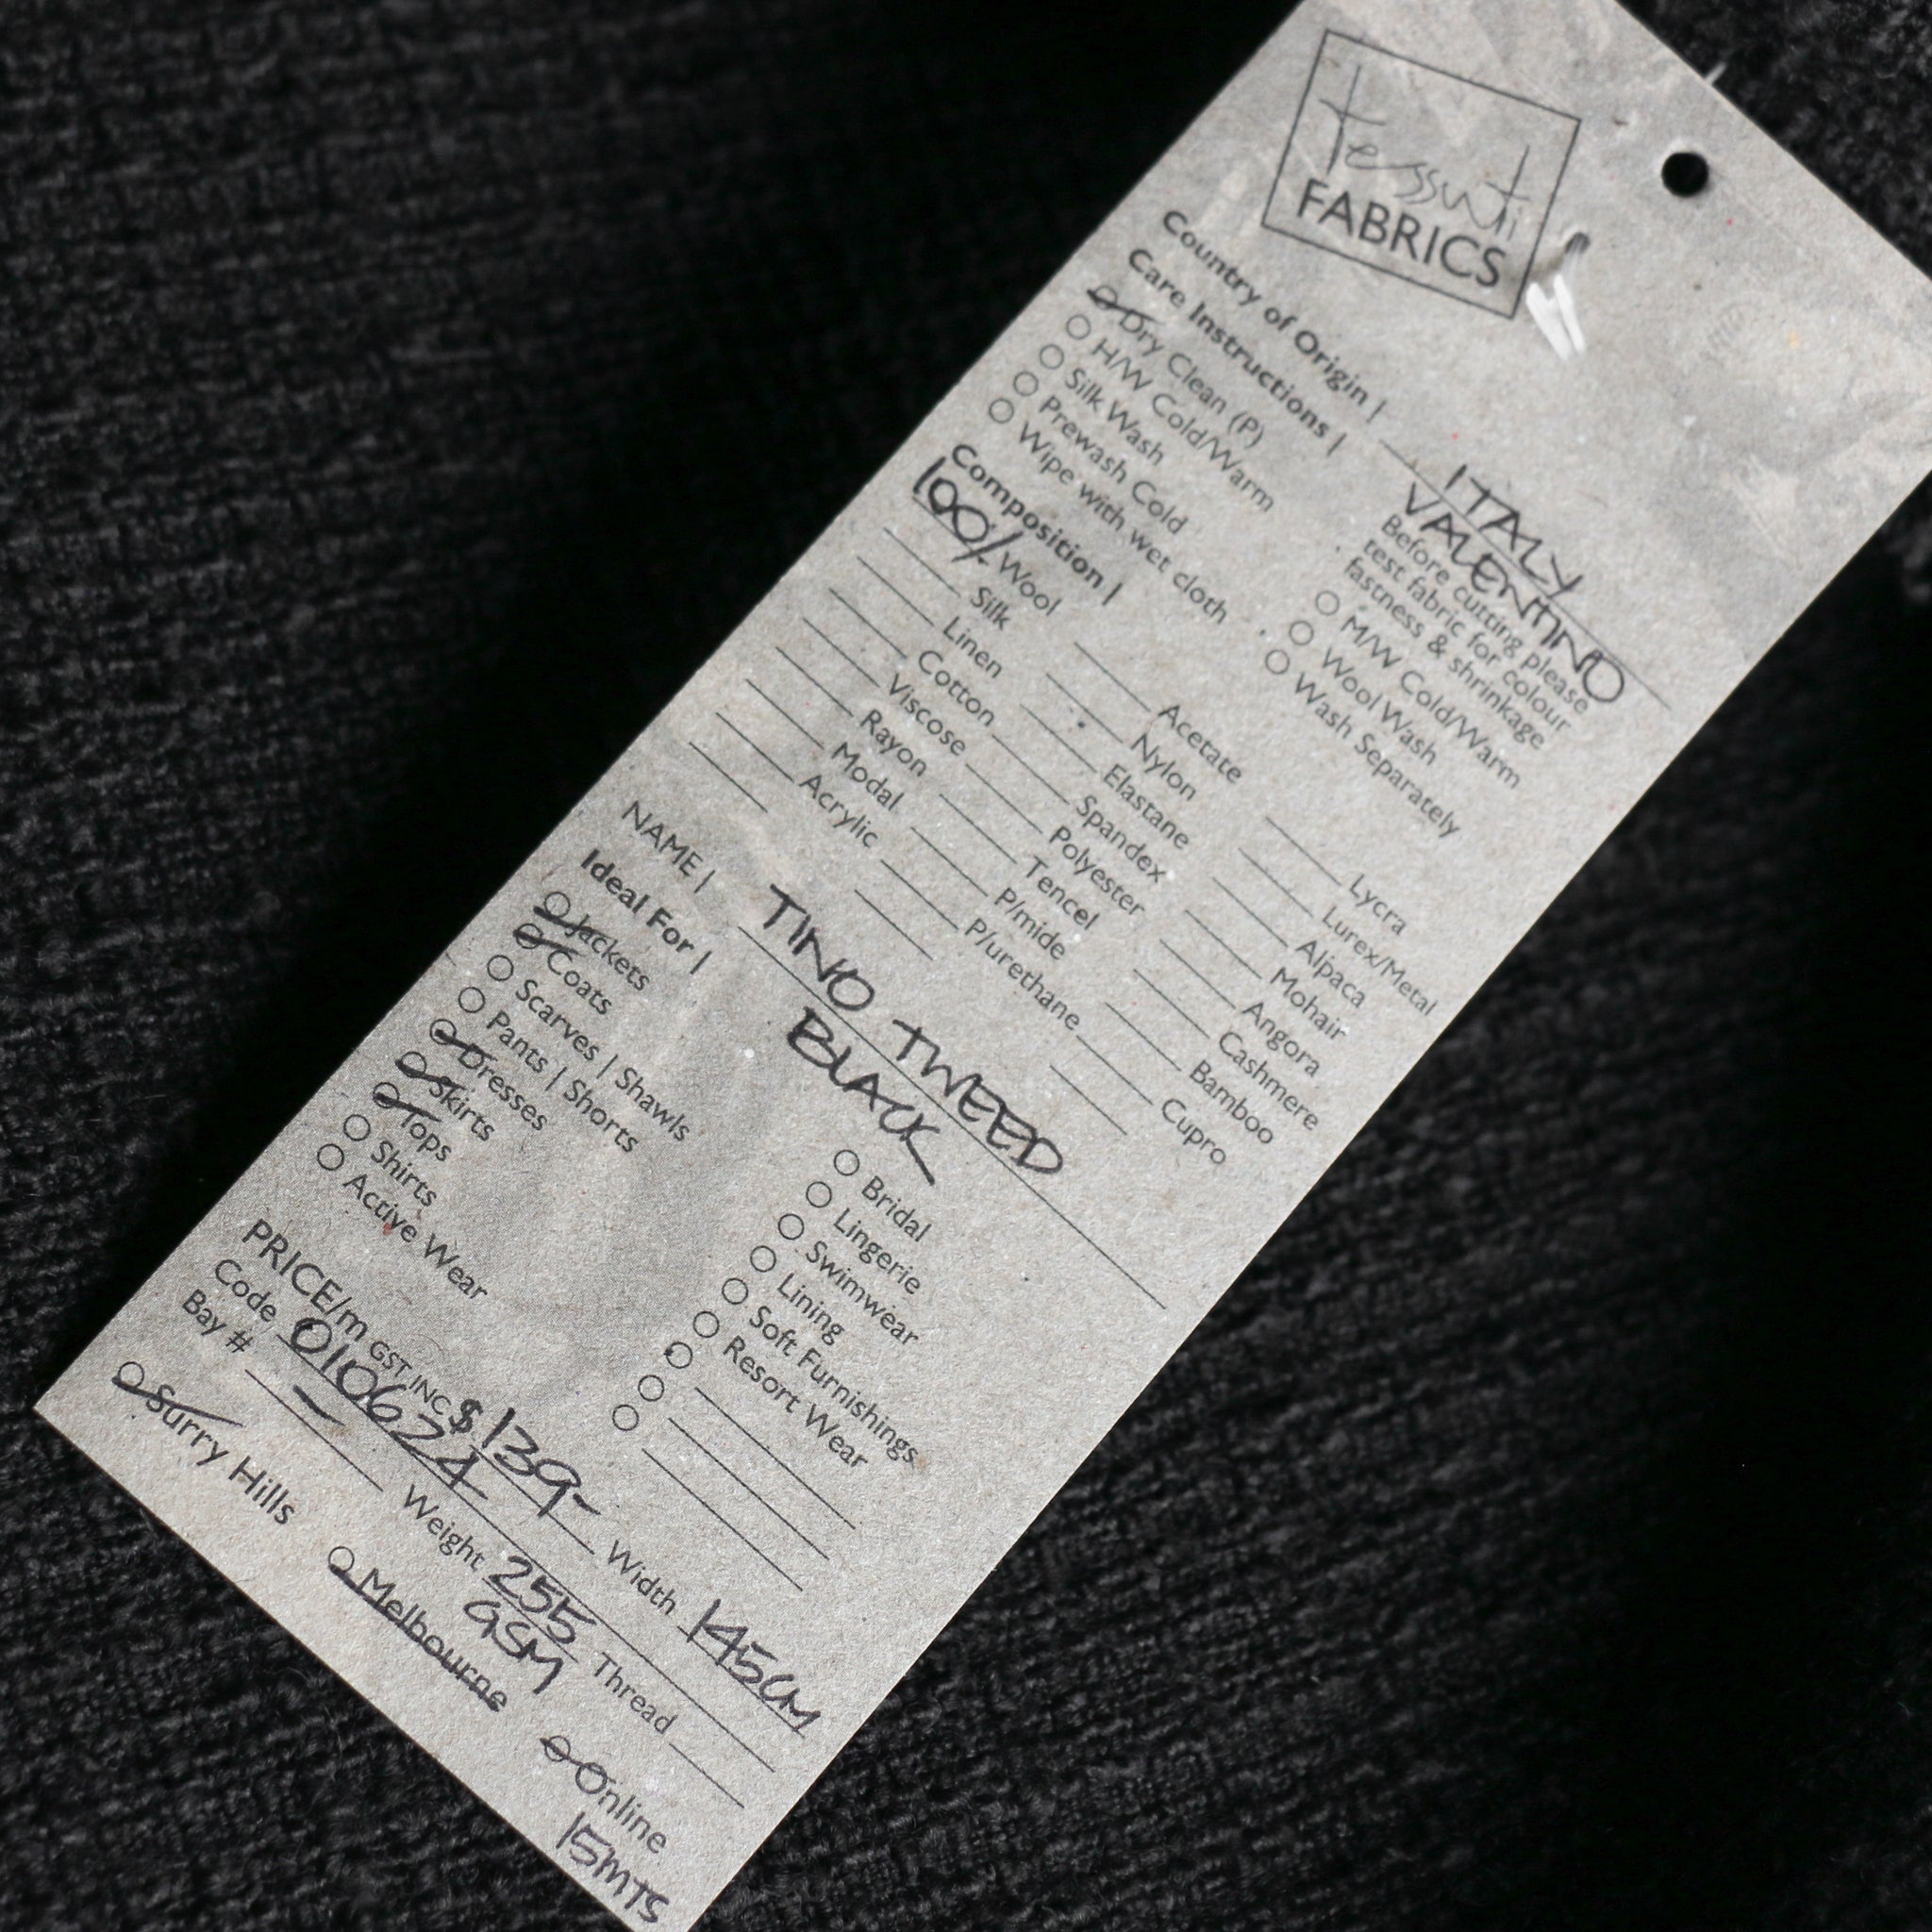 tessuti
FABRICS
Country of Origin | ITALY
Care Instructions | VALENTINO
Dry Clean (P)
H/W Cold/Warm
Silk Wash
Prewash Cold
Wipe with wet cloth
Before cutting please
test fabric for colour
fastness & shrinkage
M/W Cold/Warm
Wool Wash
Wash Separately
Composition |
100% Wool
Silk
Linen
Cotton
Viscose
Rayon
Modal
Acrylic
Acetate
Nylon
Elastane
Spandex
Polyester
Tencel
P/mide
P/urethane
Lycra
Lurex/Metal
Alpaca
Mohair
Angora
Cashmere
Bamboo
Cupro
NAME | TINO TWEED
BLACK
Ideal For |
Jackets
Coats
Scarves | Shawls
Pants | Shorts
Dresses
Skirts
Tops
Shirts
Active Wear
Bridal
Lingerie
Swimwear
Lining
Soft Furnishings
Resort Wear
PRICE/m GST INC $139- Width 145cm
Code 010624 Weight 255 GSM Thread
Bay # -
Surry Hills Melbourne Online
15MTS